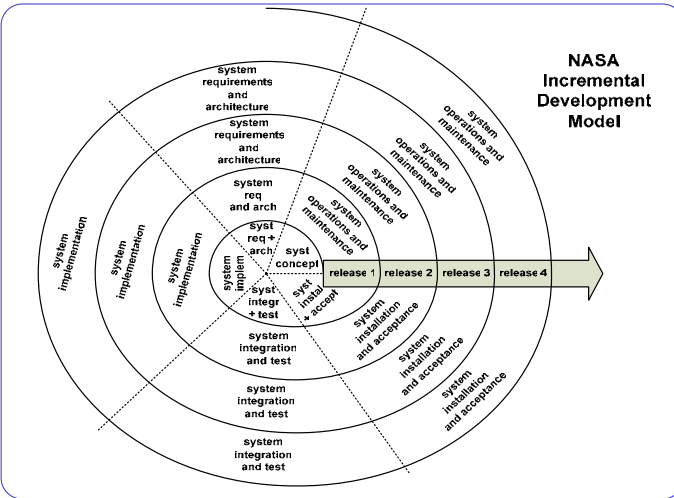 NASA
Incremental
Development
Model
system
requirements
and
architecture
system
requirements
and
architecture
system
req
and arch
syst
req +
arch
syst
concept
system
operations and
maintenance
system
operations and
maintenance
system
operations and
maintenance
system
operations and
maintenance
system
implementation
system
implementation
system
implementation
system
implem
release 1
release 2
release 3
release 4
syst
integr
+ test
syst
instal
+ accept
system
integration
and test
system
integration
and test
system
integration
and test
system
installation
and acceptance
system
installation
and acceptance
system
installation
and acceptance